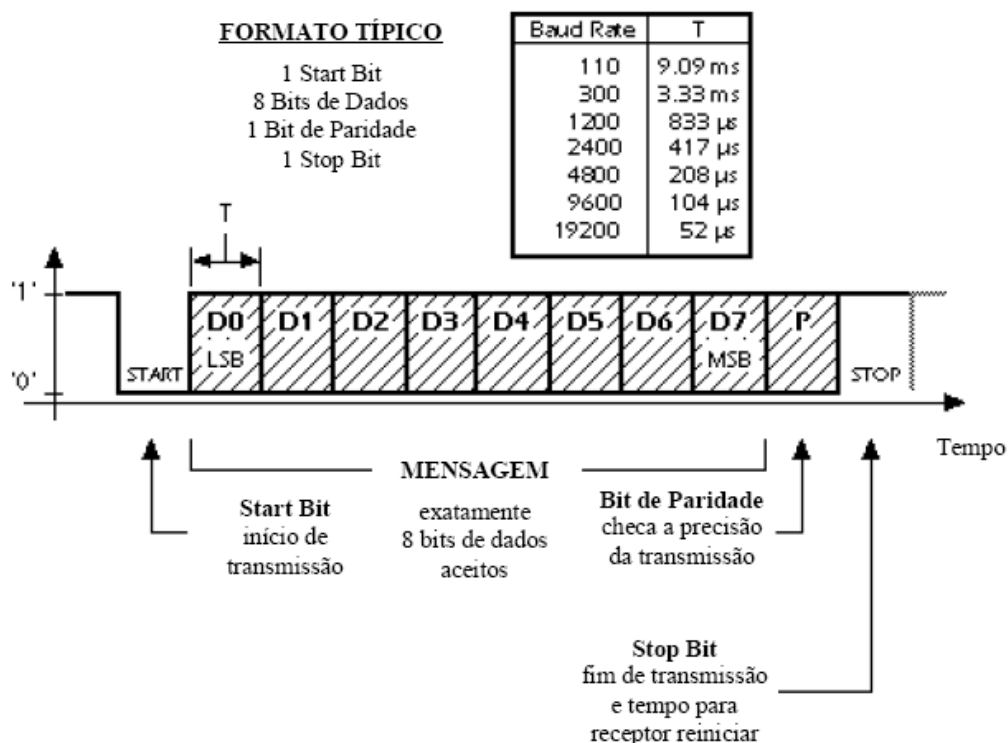 FORMATO TÍPICO
1 Start Bit
8 Bits de Dados
1 Bit de Paridade
1 Stop Bit
Baud Rate T
110 9.09 ms
300 3.33 ms
1200 833 µs
2400 417 µs
4800 208 µs
9600 104 µs
19200 52 µs
T
'1'
D0 D1 D2 D3 D4 D5 D6 D7 P
LSB MSB
START STOP
'0'
Tempo
MENSAGEM
exatamente
8 bits de dados
aceitos
Start Bit
início de
transmissão
Bit de Paridade
checa a precisão
da transmissão
Stop Bit
fim de transmissão
e tempo para
receptor reiniciar